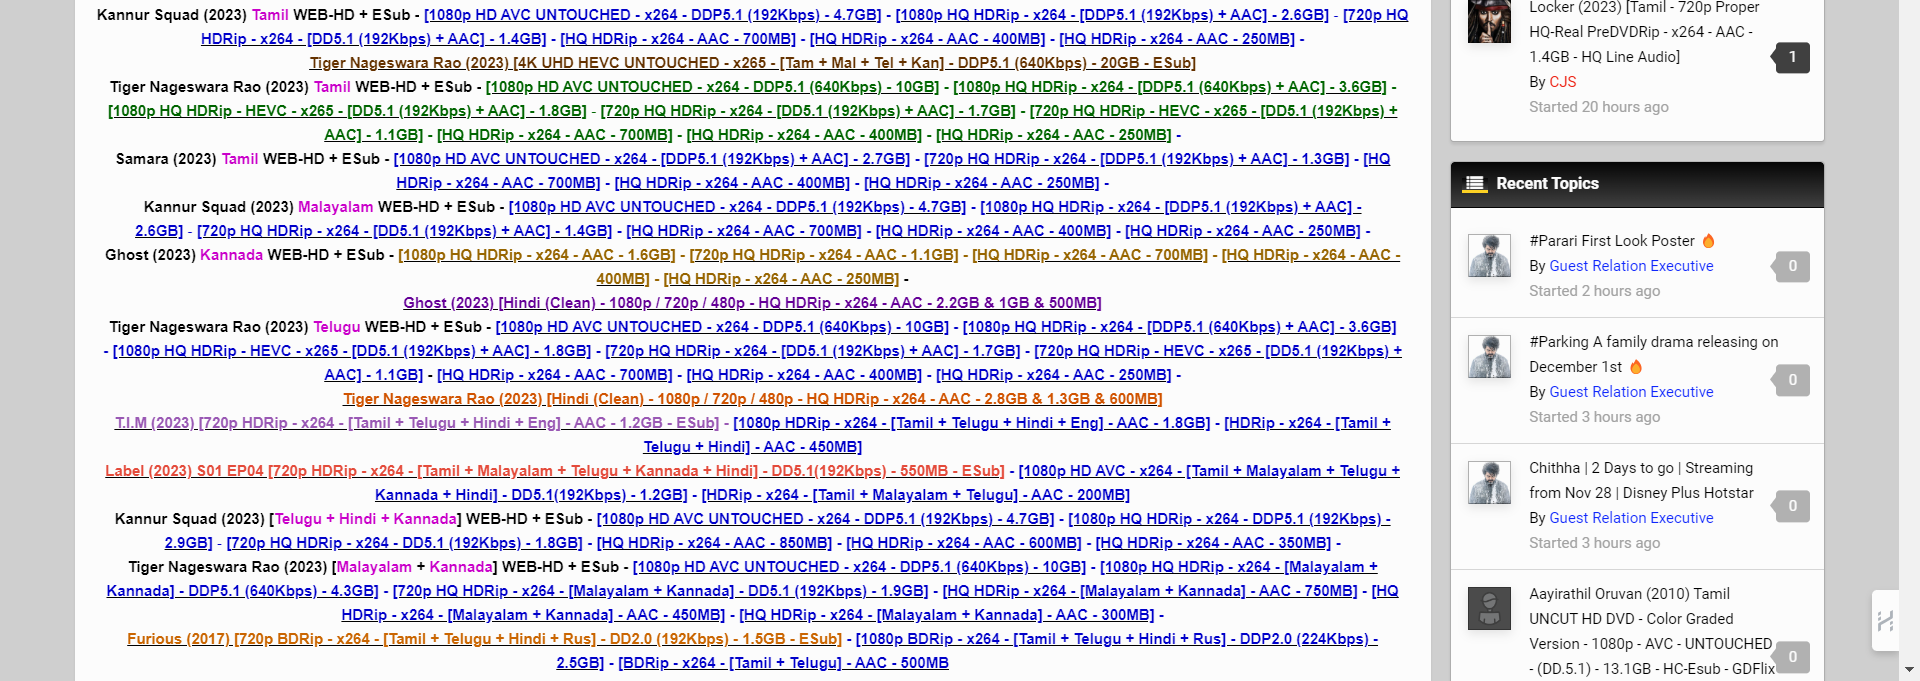 Kannur Squad (2023) Tamil WEB-HD + ESub - [1080p HD AVC UNTOUCHED - x264 - DDP5.1 (192Kbps) - 4.7GB] - [1080p HQ HDRip - x264 - [DDP5.1 (192Kbps) + AAC] - 2.6GB] - [720p HQ
HDRip - x264 - [DD5.1 (192Kbps) + AAC] - 1.4GB] - [HQ HDRip - x264 - AAC - 700MB] - [HQ HDRip - x264 - AAC - 400MB] - [HQ HDRip - x264 - AAC - 250MB] -
Tiger Nageswara Rao (2023) [4K UHD HEVC UNTOUCHED - x265 - [Tam + Mal + Tel + Kan] - DDP5.1 (640Kbps) - 20GB - ESub]
Tiger Nageswara Rao (2023) Tamil WEB-HD + ESub - [1080p HD AVC UNTOUCHED - x264 - DDP5.1 (640Kbps) - 10GB] - [1080p HQ HDRip - x264 - [DDP5.1 (640Kbps) + AAC] - 3.6GB] -
[1080p HQ HDRip - HEVC - x265 - [DD5.1 (192Kbps) + AAC] - 1.8GB] - [720p HQ HDRip - x264 - [DD5.1 (192Kbps) + AAC] - 1.7GB] - [720p HQ HDRip - HEVC - x265 - [DD5.1 (192Kbps) +
AAC] - 1.1GB] - [HQ HDRip - x264 - AAC - 700MB] - [HQ HDRip - x264 - AAC - 400MB] - [HQ HDRip - x264 - AAC - 250MB] -
Samara (2023) Tamil WEB-HD + ESub - [1080p HD AVC UNTOUCHED - x264 - [DDP5.1 (192Kbps) + AAC] - 2.7GB] - [720p HQ HDRip - x264 - [DDP5.1 (192Kbps) + AAC] - 1.3GB] - [HQ
HDRip - x264 - AAC - 700MB] - [HQ HDRip - x264 - AAC - 400MB] - [HQ HDRip - x264 - AAC - 250MB] -
Kannur Squad (2023) Malayalam WEB-HD + ESub - [1080p HD AVC UNTOUCHED - x264 - DDP5.1 (192Kbps) - 4.7GB] - [1080p HQ HDRip - x264 - [DDP5.1 (192Kbps) + AAC] -
2.6GB] - [720p HQ HDRip - x264 - [DD5.1 (192Kbps) + AAC] - 1.4GB] - [HQ HDRip - x264 - AAC - 700MB] - [HQ HDRip - x264 - AAC - 400MB] - [HQ HDRip - x264 - AAC - 250MB] -
Ghost (2023) Kannada WEB-HD + ESub - [1080p HQ HDRip - x264 - AAC - 1.6GB] - [720p HQ HDRip - x264 - AAC - 1.1GB] - [HQ HDRip - x264 - AAC - 700MB] - [HQ HDRip - x264 - AAC -
400MB] - [HQ HDRip - x264 - AAC - 250MB] -
Ghost (2023) [Hindi (Clean) - 1080p / 720p / 480p - HQ HDRip - x264 - AAC - 2.2GB & 1GB & 500MB]
Tiger Nageswara Rao (2023) Telugu WEB-HD + ESub - [1080p HD AVC UNTOUCHED - x264 - DDP5.1 (640Kbps) - 10GB] - [1080p HQ HDRip - x264 - [DDP5.1 (640Kbps) + AAC] - 3.6GB]
- [1080p HQ HDRip - HEVC - x265 - [DD5.1 (192Kbps) + AAC] - 1.8GB] - [720p HQ HDRip - x264 - [DD5.1 (192Kbps) + AAC] - 1.7GB] - [720p HQ HDRip - HEVC - x265 - [DD5.1 (192Kbps) +
AAC] - 1.1GB] - [HQ HDRip - x264 - AAC - 700MB] - [HQ HDRip - x264 - AAC - 400MB] - [HQ HDRip - x264 - AAC - 250MB] -
Tiger Nageswara Rao (2023) [Hindi (Clean) - 1080p / 720p / 480p - HQ HDRip - x264 - AAC - 2.8GB & 1.3GB & 600MB]
T.I.M (2023) [720p HDRip - x264 - [Tamil + Telugu + Hindi + Eng] - AAC - 1.2GB - ESub] - [1080p HDRip - x264 - [Tamil + Telugu + Hindi + Eng] - AAC - 1.8GB] - [HDRip - x264 - [Tamil +
Telugu + Hindi] - AAC - 450MB]
Label (2023) S01 EP04 [720p HDRip - x264 - [Tamil + Malayalam + Telugu + Kannada + Hindi] - DD5.1(192Kbps) - 550MB - ESub] - [1080p HD AVC - x264 - [Tamil + Malayalam + Telugu +
Kannada + Hindi] - DD5.1(192Kbps) - 1.2GB] - [HDRip - x264 - [Tamil + Malayalam + Telugu] - AAC - 200MB]
Kannur Squad (2023) [Telugu + Hindi + Kannada] WEB-HD + ESub - [1080p HD AVC UNTOUCHED - x264 - DDP5.1 (192Kbps) - 4.7GB] - [1080p HQ HDRip - x264 - DDP5.1 (192Kbps) -
2.9GB] - [720p HQ HDRip - x264 - DD5.1 (192Kbps) - 1.8GB] - [HQ HDRip - x264 - AAC - 850MB] - [HQ HDRip - x264 - AAC - 600MB] - [HQ HDRip - x264 - AAC - 350MB] -
Tiger Nageswara Rao (2023) [Malayalam + Kannada] WEB-HD + ESub - [1080p HD AVC UNTOUCHED - x264 - DDP5.1 (640Kbps) - 10GB] - [1080p HQ HDRip - x264 - [Malayalam +
Kannada] - DDP5.1 (640Kbps) - 4.3GB] - [720p HQ HDRip - x264 - [Malayalam + Kannada] - DD5.1 (192Kbps) - 1.9GB] - [HQ HDRip - x264 - [Malayalam + Kannada] - AAC - 750MB] - [HQ
HDRip - x264 - [Malayalam + Kannada] - AAC - 450MB] - [HQ HDRip - x264 - [Malayalam + Kannada] - AAC - 300MB] -
Furious (2017) [720p BDRip - x264 - [Tamil + Telugu + Hindi + Rus] - DD2.0 (192Kbps) - 1.5GB - ESub] - [1080p BDRip - x264 - [Tamil + Telugu + Hindi + Rus] - DDP2.0 (224Kbps) -
2.5GB] - [BDRip - x264 - [Tamil + Telugu] - AAC - 500MB
Locker (2023) [Tamil - 720p Proper
HQ-Real PreDVDRip - x264 - AAC -
1.4GB - HQ Line Audio]
1
By CJS
Started 20 hours ago
Recent Topics
#Parari First Look Poster 🔥
By Guest Relation Executive
0
Started 2 hours ago
#Parking A family drama releasing on
December 1st 🔥
0
By Guest Relation Executive
Started 3 hours ago
Chithha | 2 Days to go | Streaming
from Nov 28 | Disney Plus Hotstar
0
By Guest Relation Executive
Started 3 hours ago
Aayirathil Oruvan (2010) Tamil
UNCUT HD DVD - Color Graded
Version - 1080p - AVC - UNTOUCHED
0
- (DD.5.1) - 13.1GB - HC-Esub - GDFlix